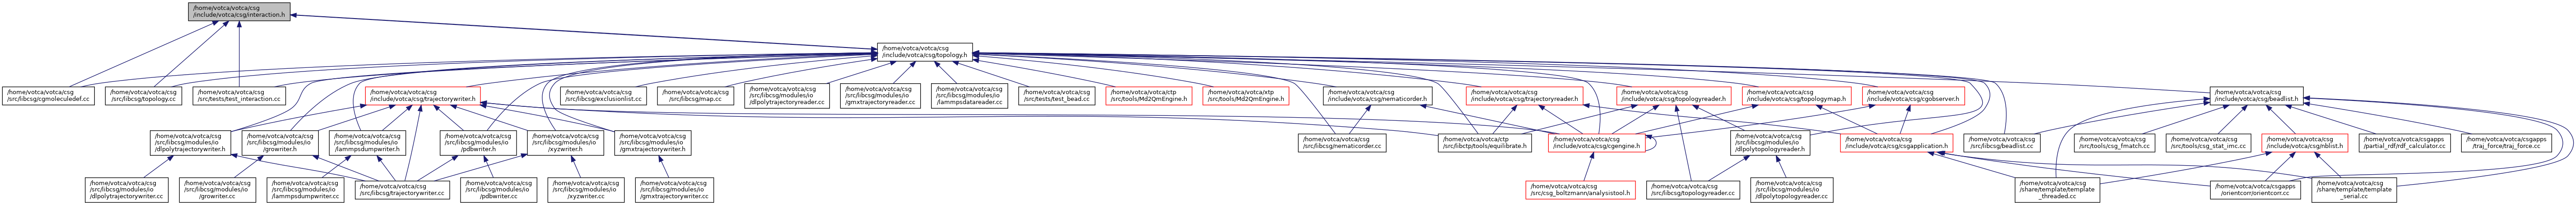 /home/votca/votca/csg
/include/votca/csg/interaction.h
/home/votca/votca/csg
/include/votca/csg/topology.h
/home/votca/votca/csg
/src/libcsg/cgmoleculedef.cc
/home/votca/votca/csg
/src/libcsg/topology.cc
/home/votca/votca/csg
/src/tests/test_interaction.cc
/home/votca/votca/csg
/include/votca/csg/trajectorywriter.h
/home/votca/votca/csg
/src/libcsg/exclusionlist.cc
/home/votca/votca/csg
/src/libcsg/map.cc
/home/votca/votca/csg
/src/libcsg/modules/io
/dlpolytrajectoryreader.cc
/home/votca/votca/csg
/src/libcsg/modules/io
/gmxtrajectoryreader.cc
/home/votca/votca/csg
/src/libcsg/modules/io
/lammpsdatareader.cc
/home/votca/votca/csg
/src/tests/test_bead.cc
/home/votca/votca/ctp
/src/tools/Md2QmEngine.h
/home/votca/votca/xtp
/src/tools/Md2QmEngine.h
/home/votca/votca/csg
/include/votca/csg/nematicorder.h
/home/votca/votca/csg
/include/votca/csg/trajectoryreader.h
/home/votca/votca/csg
/include/votca/csg/topologyreader.h
/home/votca/votca/csg
/include/votca/csg/topologymap.h
/home/votca/votca/csg
/include/votca/csg/cgobserver.h
/home/votca/votca/csg
/include/votca/csg/beadlist.h
/home/votca/votca/csg
/src/libcsg/modules/io
/dlpolytrajectorywriter.h
/home/votca/votca/csg
/src/libcsg/modules/io
/growriter.h
/home/votca/votca/csg
/src/libcsg/modules/io
/lammpsdumpwriter.h
/home/votca/votca/csg
/src/libcsg/modules/io
/pdbwriter.h
/home/votca/votca/csg
/src/libcsg/modules/io
/xyzwriter.h
/home/votca/votca/csg
/src/libcsg/modules/io
/gmxtrajectorywriter.h
/home/votca/votca/csg
/src/libcsg/nematicorder.cc
/home/votca/votca/ctp
/src/libctp/tools/equilibrate.h
/home/votca/votca/csg
/include/votca/csg/cgengine.h
/home/votca/votca/csg
/src/libcsg/modules/io
/dlpolytopologyreader.h
/home/votca/votca/csg
/include/votca/csg/csgapplication.h
/home/votca/votca/csg
/src/libcsg/beadlist.cc
/home/votca/votca/csg
/src/tools/csg_fmatch.cc
/home/votca/votca/csg
/src/tools/csg_stat_imc.cc
/home/votca/votca/csg
/include/votca/csg/nblist.h
/home/votca/votca/csgapps
/partial_rdf/rdf_calculator.cc
/home/votca/votca/csgapps
/traj_force/traj_force.cc
/home/votca/votca/csg
/src/libcsg/modules/io
/dlpolytrajectorywriter.cc
/home/votca/votca/csg
/src/libcsg/modules/io
/growriter.cc
/home/votca/votca/csg
/src/libcsg/modules/io
/lammpsdumpwriter.cc
/home/votca/votca/csg
/src/libcsg/trajectorywriter.cc
/home/votca/votca/csg
/src/libcsg/modules/io
/pdbwriter.cc
/home/votca/votca/csg
/src/libcsg/modules/io
/xyzwriter.cc
/home/votca/votca/csg
/src/libcsg/modules/io
/gmxtrajectorywriter.cc
/home/votca/votca/csg
/src/csg_boltzmann/analysistool.h
/home/votca/votca/csg
/src/libcsg/topologyreader.cc
/home/votca/votca/csg
/src/libcsg/modules/io
/dlpolytopologyreader.cc
/home/votca/votca/csg
/share/template/template
_threaded.cc
/home/votca/votca/csgapps
/orientcorr/orientcorr.cc
/home/votca/votca/csg
/share/template/template
_serial.cc